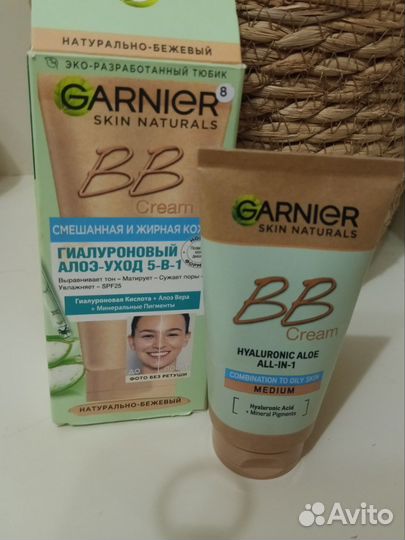 НАТУРАЛЬНО-БЕЖЕВЫЙ
ЭКО-РАЗРАБОТАННЫЙ ТЮБИК
GARNIER
8
SKIN NATURALS
BB
Cream
СМЕШАННАЯ И ЖИРНАЯ КОЖ
ГИАЛУРОНОВЫЙ
АЛОЭ-УХОД 5-В-1
Выравнивает тон – Матирует – Сужает поры –
Увлажняет – SPF25
Гиалуроновая Кислота + Алоэ Вера
+ Минеральные Пигменты
ДО
ФОТО БЕЗ РЕТУШИ
НАТУРАЛЬНО-БЕЖЕВЫЙ
GARNIER
SKIN NATURALS
BB
Cream
HYALURONIC ALOE
ALL-IN-1
COMBINATION TO OILY SKIN
MEDIUM
Hyaluronic Acid
+ Mineral Pigments
Avito